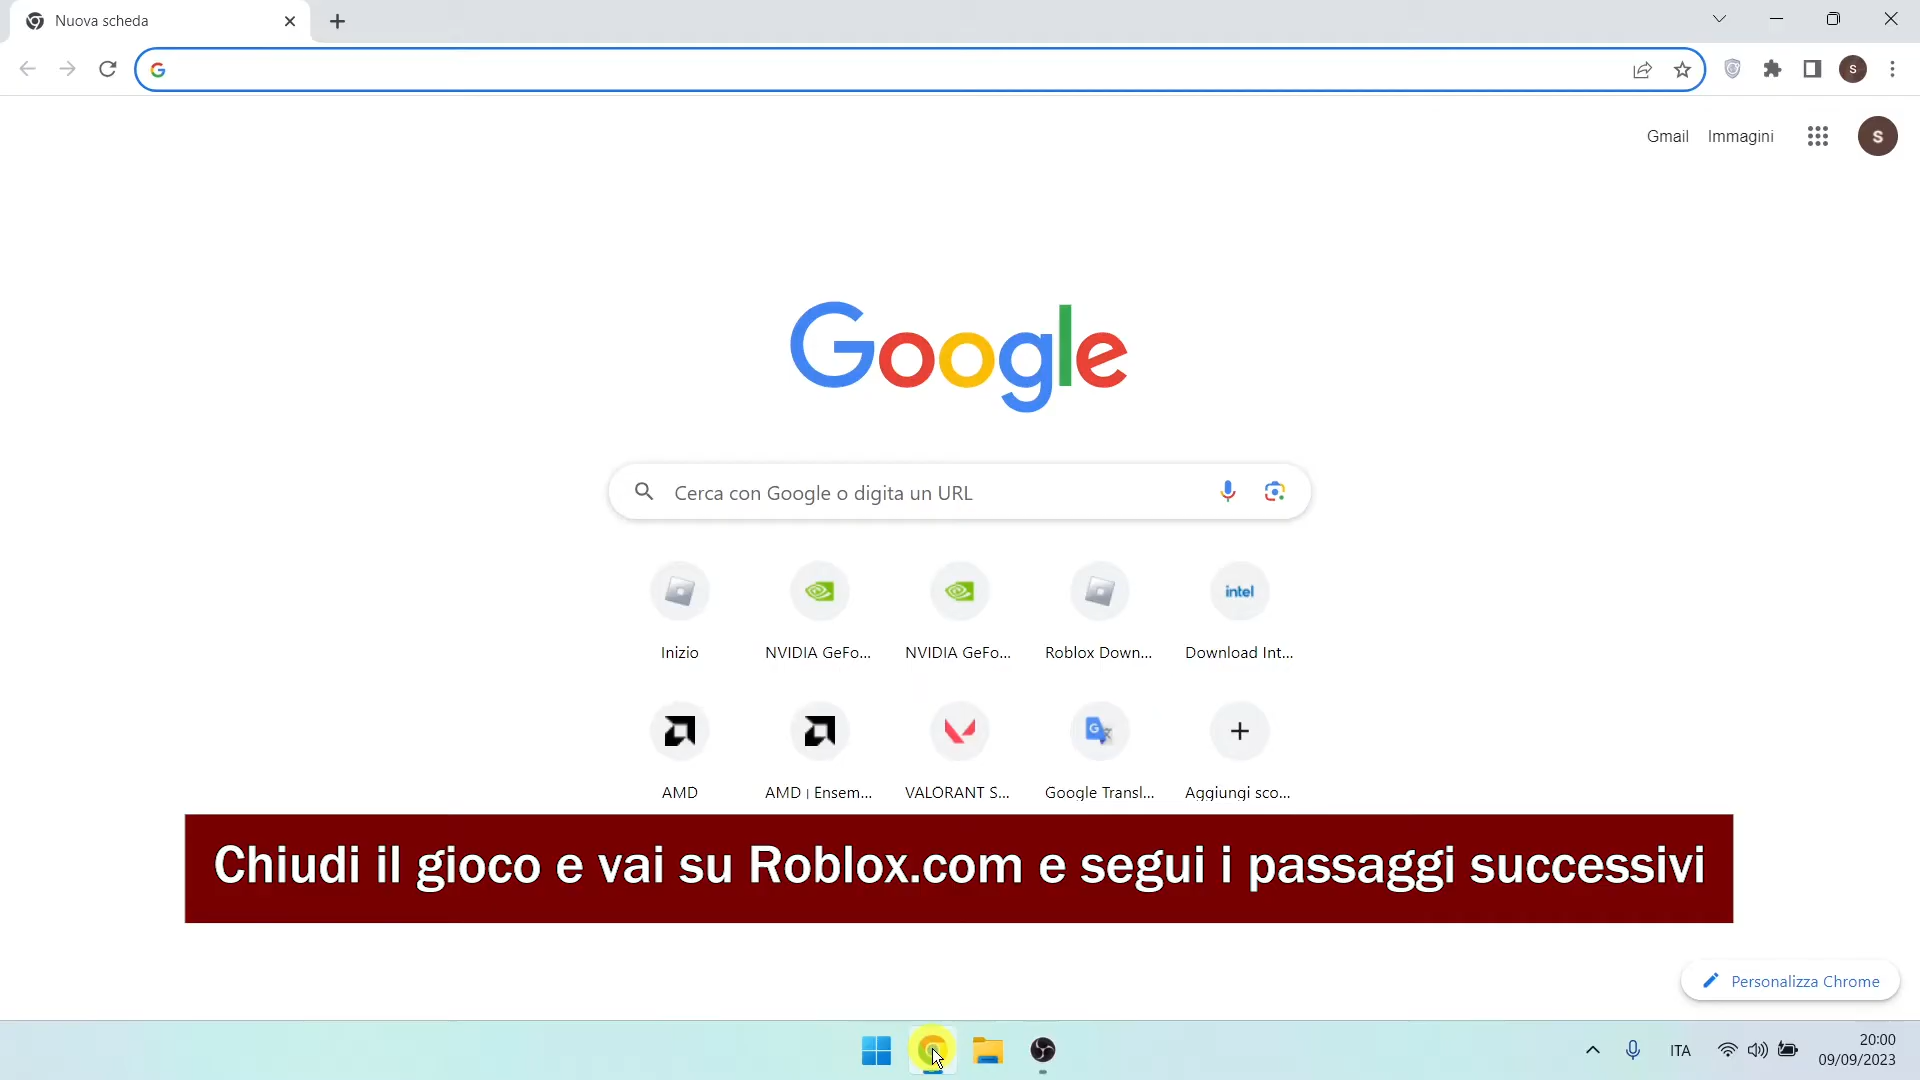 Nuova scheda
Gmail Immagini
S
S
Google
Cerca con Google o digita un URL
intel
Inizio
NVIDIA GeFo...
NVIDIA GeFo...
Roblox Down...
Download Int...
AMD
AMD | Ensem...
VALORANT S...
Google Transl...
Aggiungi sco...
Chiudi il gioco e vai su Roblox.com e segui i passaggi successivi
Personalizza Chrome
ITA
20:00
09/09/2023